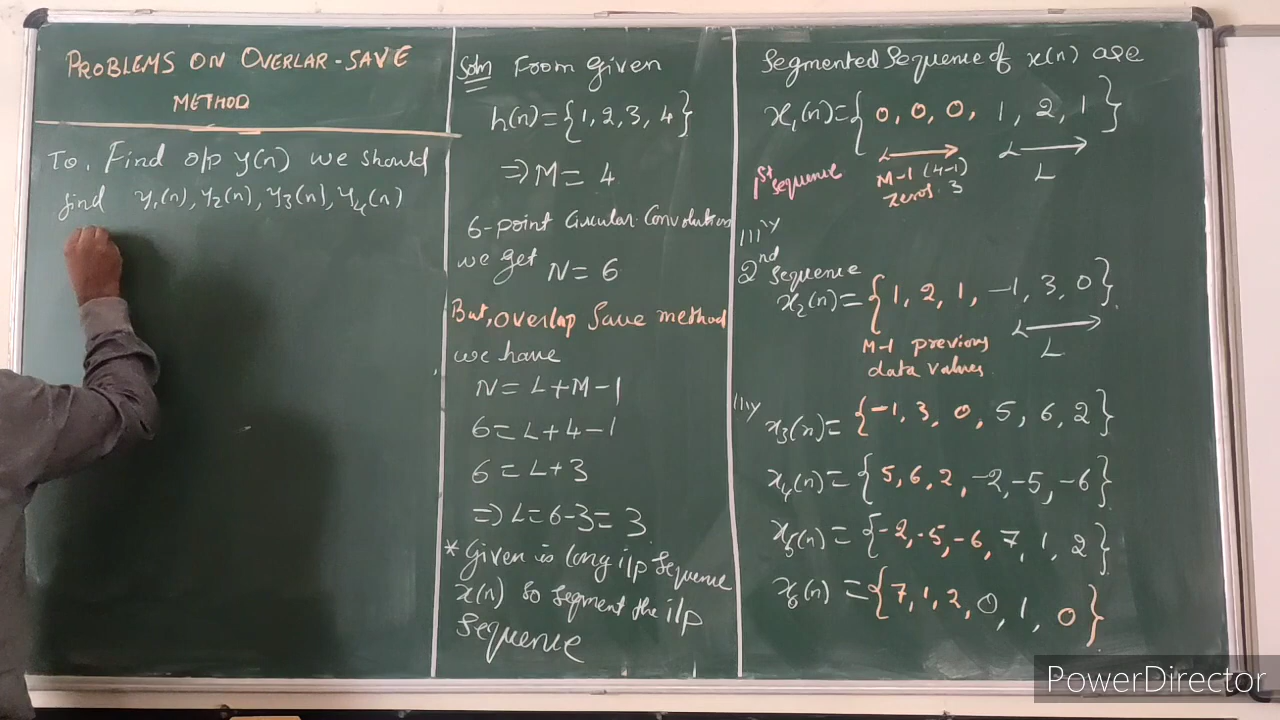 PROBLEMS ON OVERLAR-SAVE
METHOD
To. Find o/p y(n) we should
find y₁(n), y₂(n), y₃(n), y₄(n)
Soln From given
h(n)={1, 2, 3, 4}
⇒ M = 4
6-point Circular Convolution
we get N = 6
But, overlap Save method
we have
N = L + M - 1
6 = L + 4 - 1
6 = L + 3
⇒ L = 6-3 = 3
* Given is long i/p sequence
x(n) so segment the i/p
sequence
Segmented Sequence of x(n) are
x₁(n)={0, 0, 0, 1, 2, 1}
1st sequence
M-1 (4-1)
zeros. 3
L
lllly
2nd sequence
x₂(n)={1, 2, 1, -1, 3, 0}
M-1 previous
data values.
L
llly
x₃(n)={-1, 3, 0, 5, 6, 2}
x₄(n)={5, 6, 2, -2, -5, -6}
x₅(n)={-2, -5, -6, 7, 1, 2}
x₆(n)={7, 1, 2, 0, 1, 0}
PowerDirector